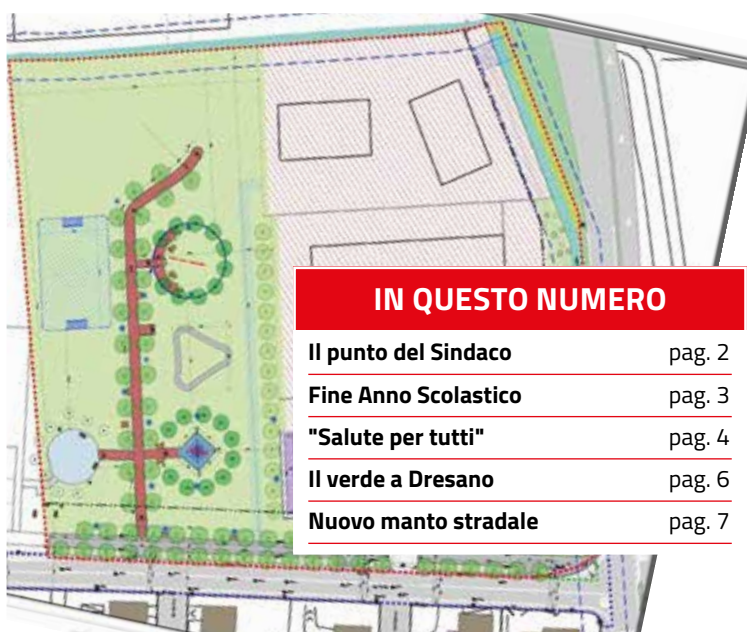 IN QUESTO NUMERO
Il punto del Sindaco pag. 2
Fine Anno Scolastico pag. 3
"Salute per tutti" pag. 4
Il verde a Dresano pag. 6
Nuovo manto stradale pag. 7